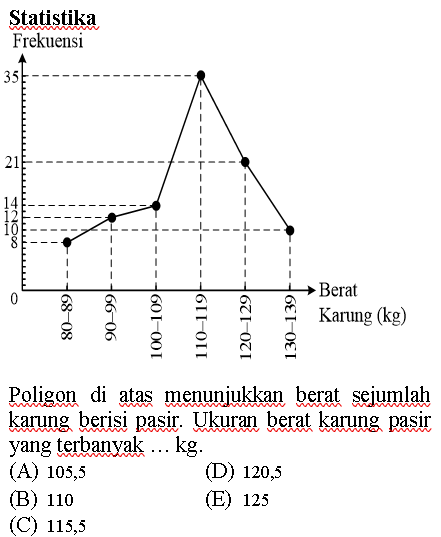 Statistika
Frekuensi
35
21
14
12
10
8
0
80–89
90–99
100–109
110–119
120–129
130–139
Berat
Karung (kg)
Poligon di atas menunjukkan berat sejumlah
karung berisi pasir. Ukuran berat karung pasir
yang terbanyak … kg.
(A) 105,5 (D) 120,5
(B) 110 (E) 125
(C) 115,5